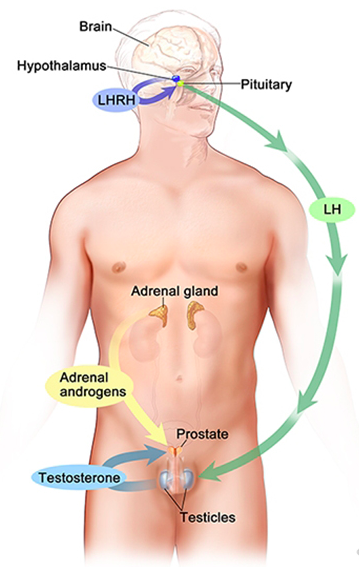 Brain
Hypothalamus
Pituitary
LHRH
LH
Adrenal gland
Adrenal
androgens
Prostate
Testosterone
Testicles